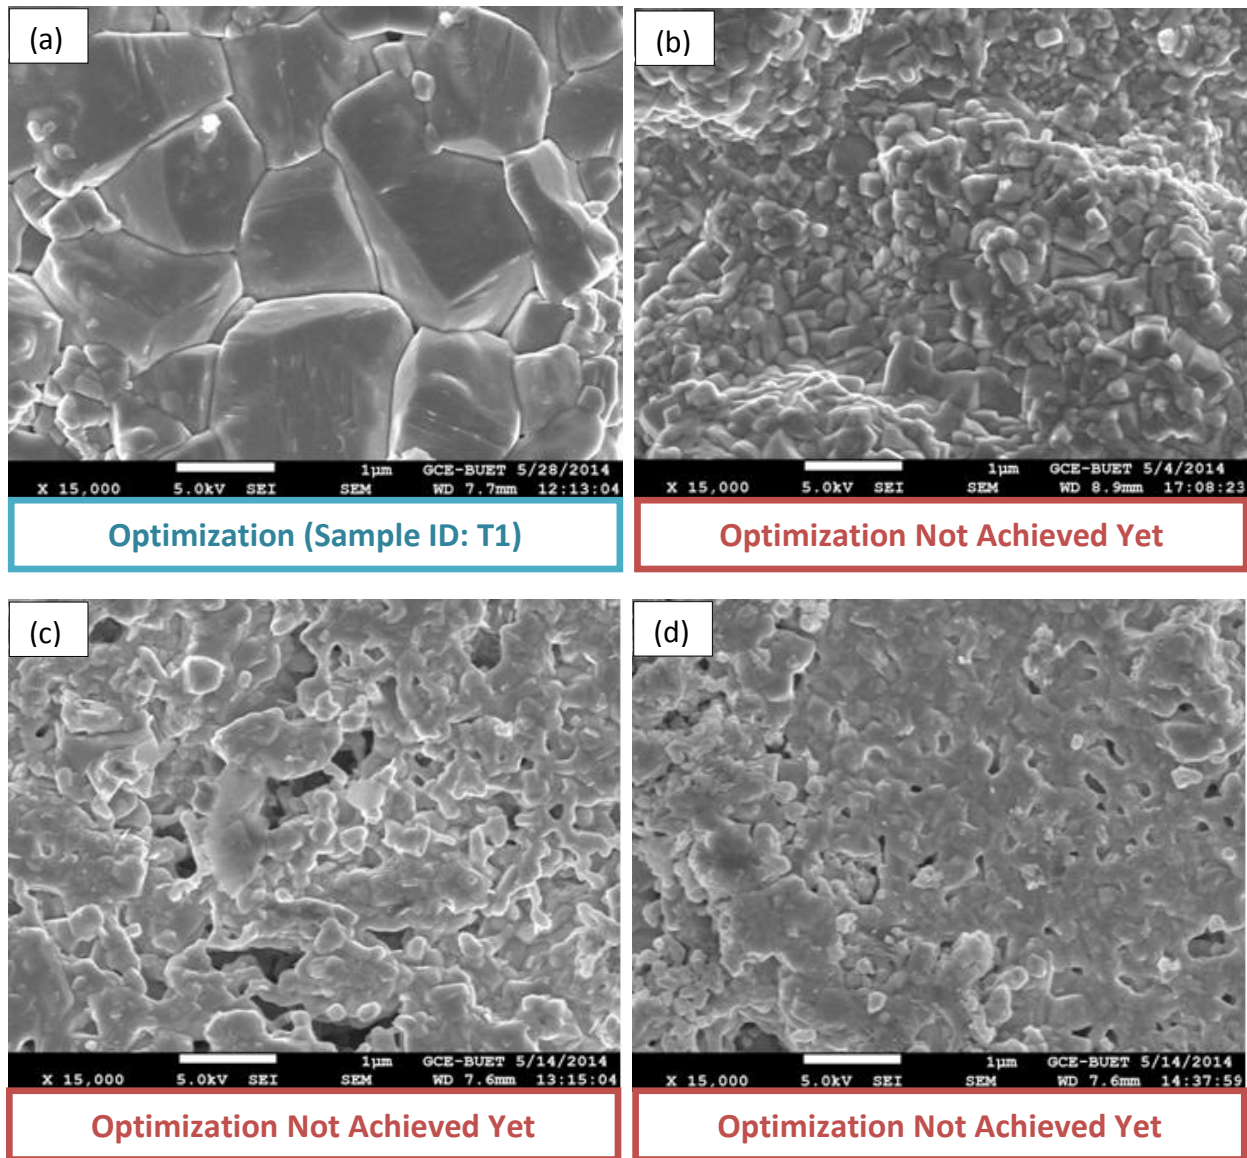 (a)
1μm GCE-BUET 5/28/2014
X 15,000 5.0kV SEI SEM WD 7.7mm 12:13:04
Optimization (Sample ID: T1)
(b)
1μm GCE-BUET 5/4/2014
X 15,000 5.0kV SEI SEM WD 8.9mm 17:08:23
Optimization Not Achieved Yet
(c)
1μm GCE-BUET 5/14/2014
X 15,000 5.0kV SEI SEM WD 7.6mm 13:15:04
Optimization Not Achieved Yet
(d)
1μm GCE-BUET 5/14/2014
X 15,000 5.0kV SEI SEM WD 7.6mm 14:37:59
Optimization Not Achieved Yet